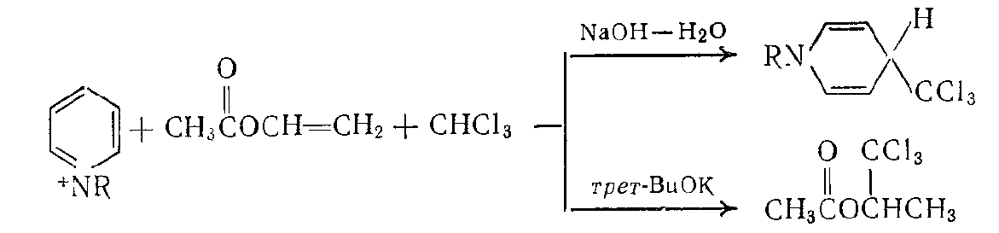 NaOH—H₂O
H
RN
CCl₃
O
CH₃COCH=CH₂ + CHCl₃
+
⁺NR
O CCl₃
трет-BuOK
CH₃COCHCH₃